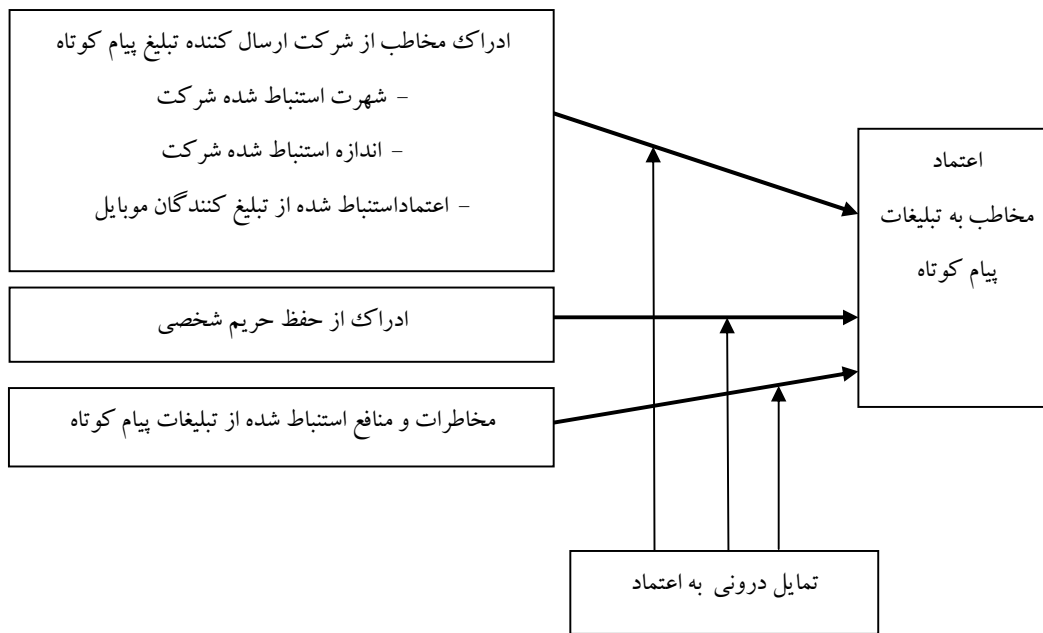 ادراک مخاطب از شرکت ارسال کننده تبلیغ پیام کوتاه
- شهرت استنباط شده شرکت
- اندازه استنباط شده شرکت
- اعتماداستنباط شده از تبلیغ کنندگان موبایل
اعتماد
مخاطب به تبلیغات
پیام کوتاه
ادراک از حفظ حریم شخصی
مخاطرات و منافع استنباط شده از تبلیغات پیام کوتاه
تمایل درونی به اعتماد